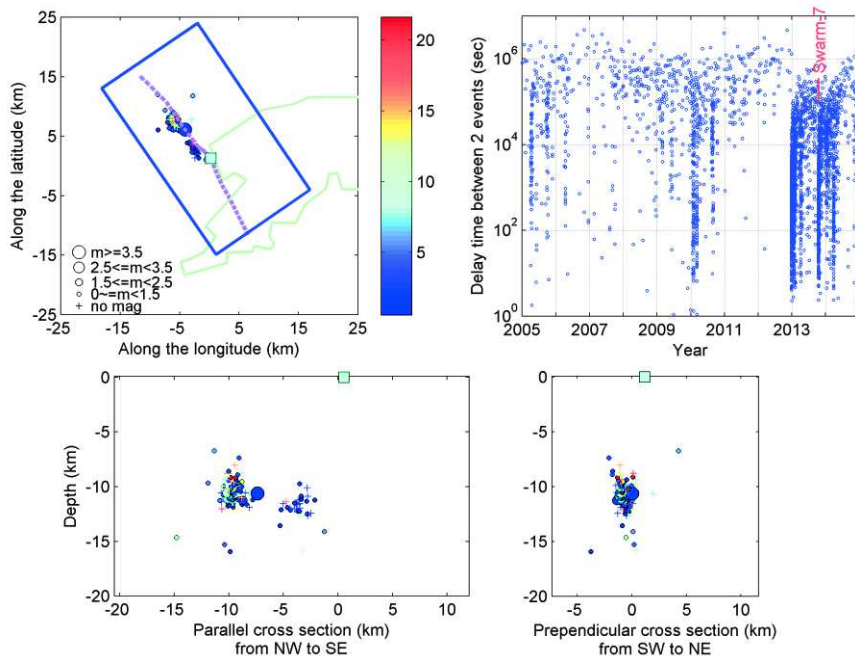 25
15
5
-5
-15
-25
Along the latitude (km)
m>=3.5
2.5<=m<3.5
1.5<=m<2.5
0~=m<1.5
no mag
-25 -15 -5 5 15 25
Along the longitude (km)
20
15
10
5
Swarm-7
10^6
10^4
10^2
10^0
Delay time between 2 events (sec)
2005 2007 2009 2011 2013
Year
0
-5
-10
-15
-20
Depth (km)
-20 -15 -10 -5 0 5 10
Parallel cross section (km)
from NW to SE
0
-5
-10
-15
-20
-5 0 5 10
Prependicular cross section (km)
from SW to NE